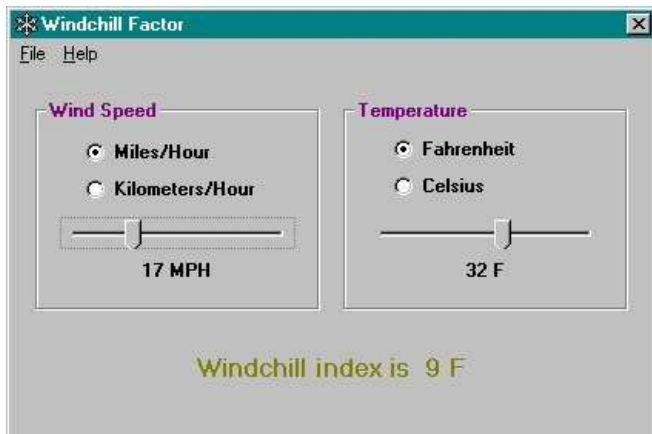 Windchill Factor
File Help
Wind Speed
Miles/Hour
Kilometers/Hour
17 MPH
Temperature
Fahrenheit
Celsius
32 F
Windchill index is 9 F